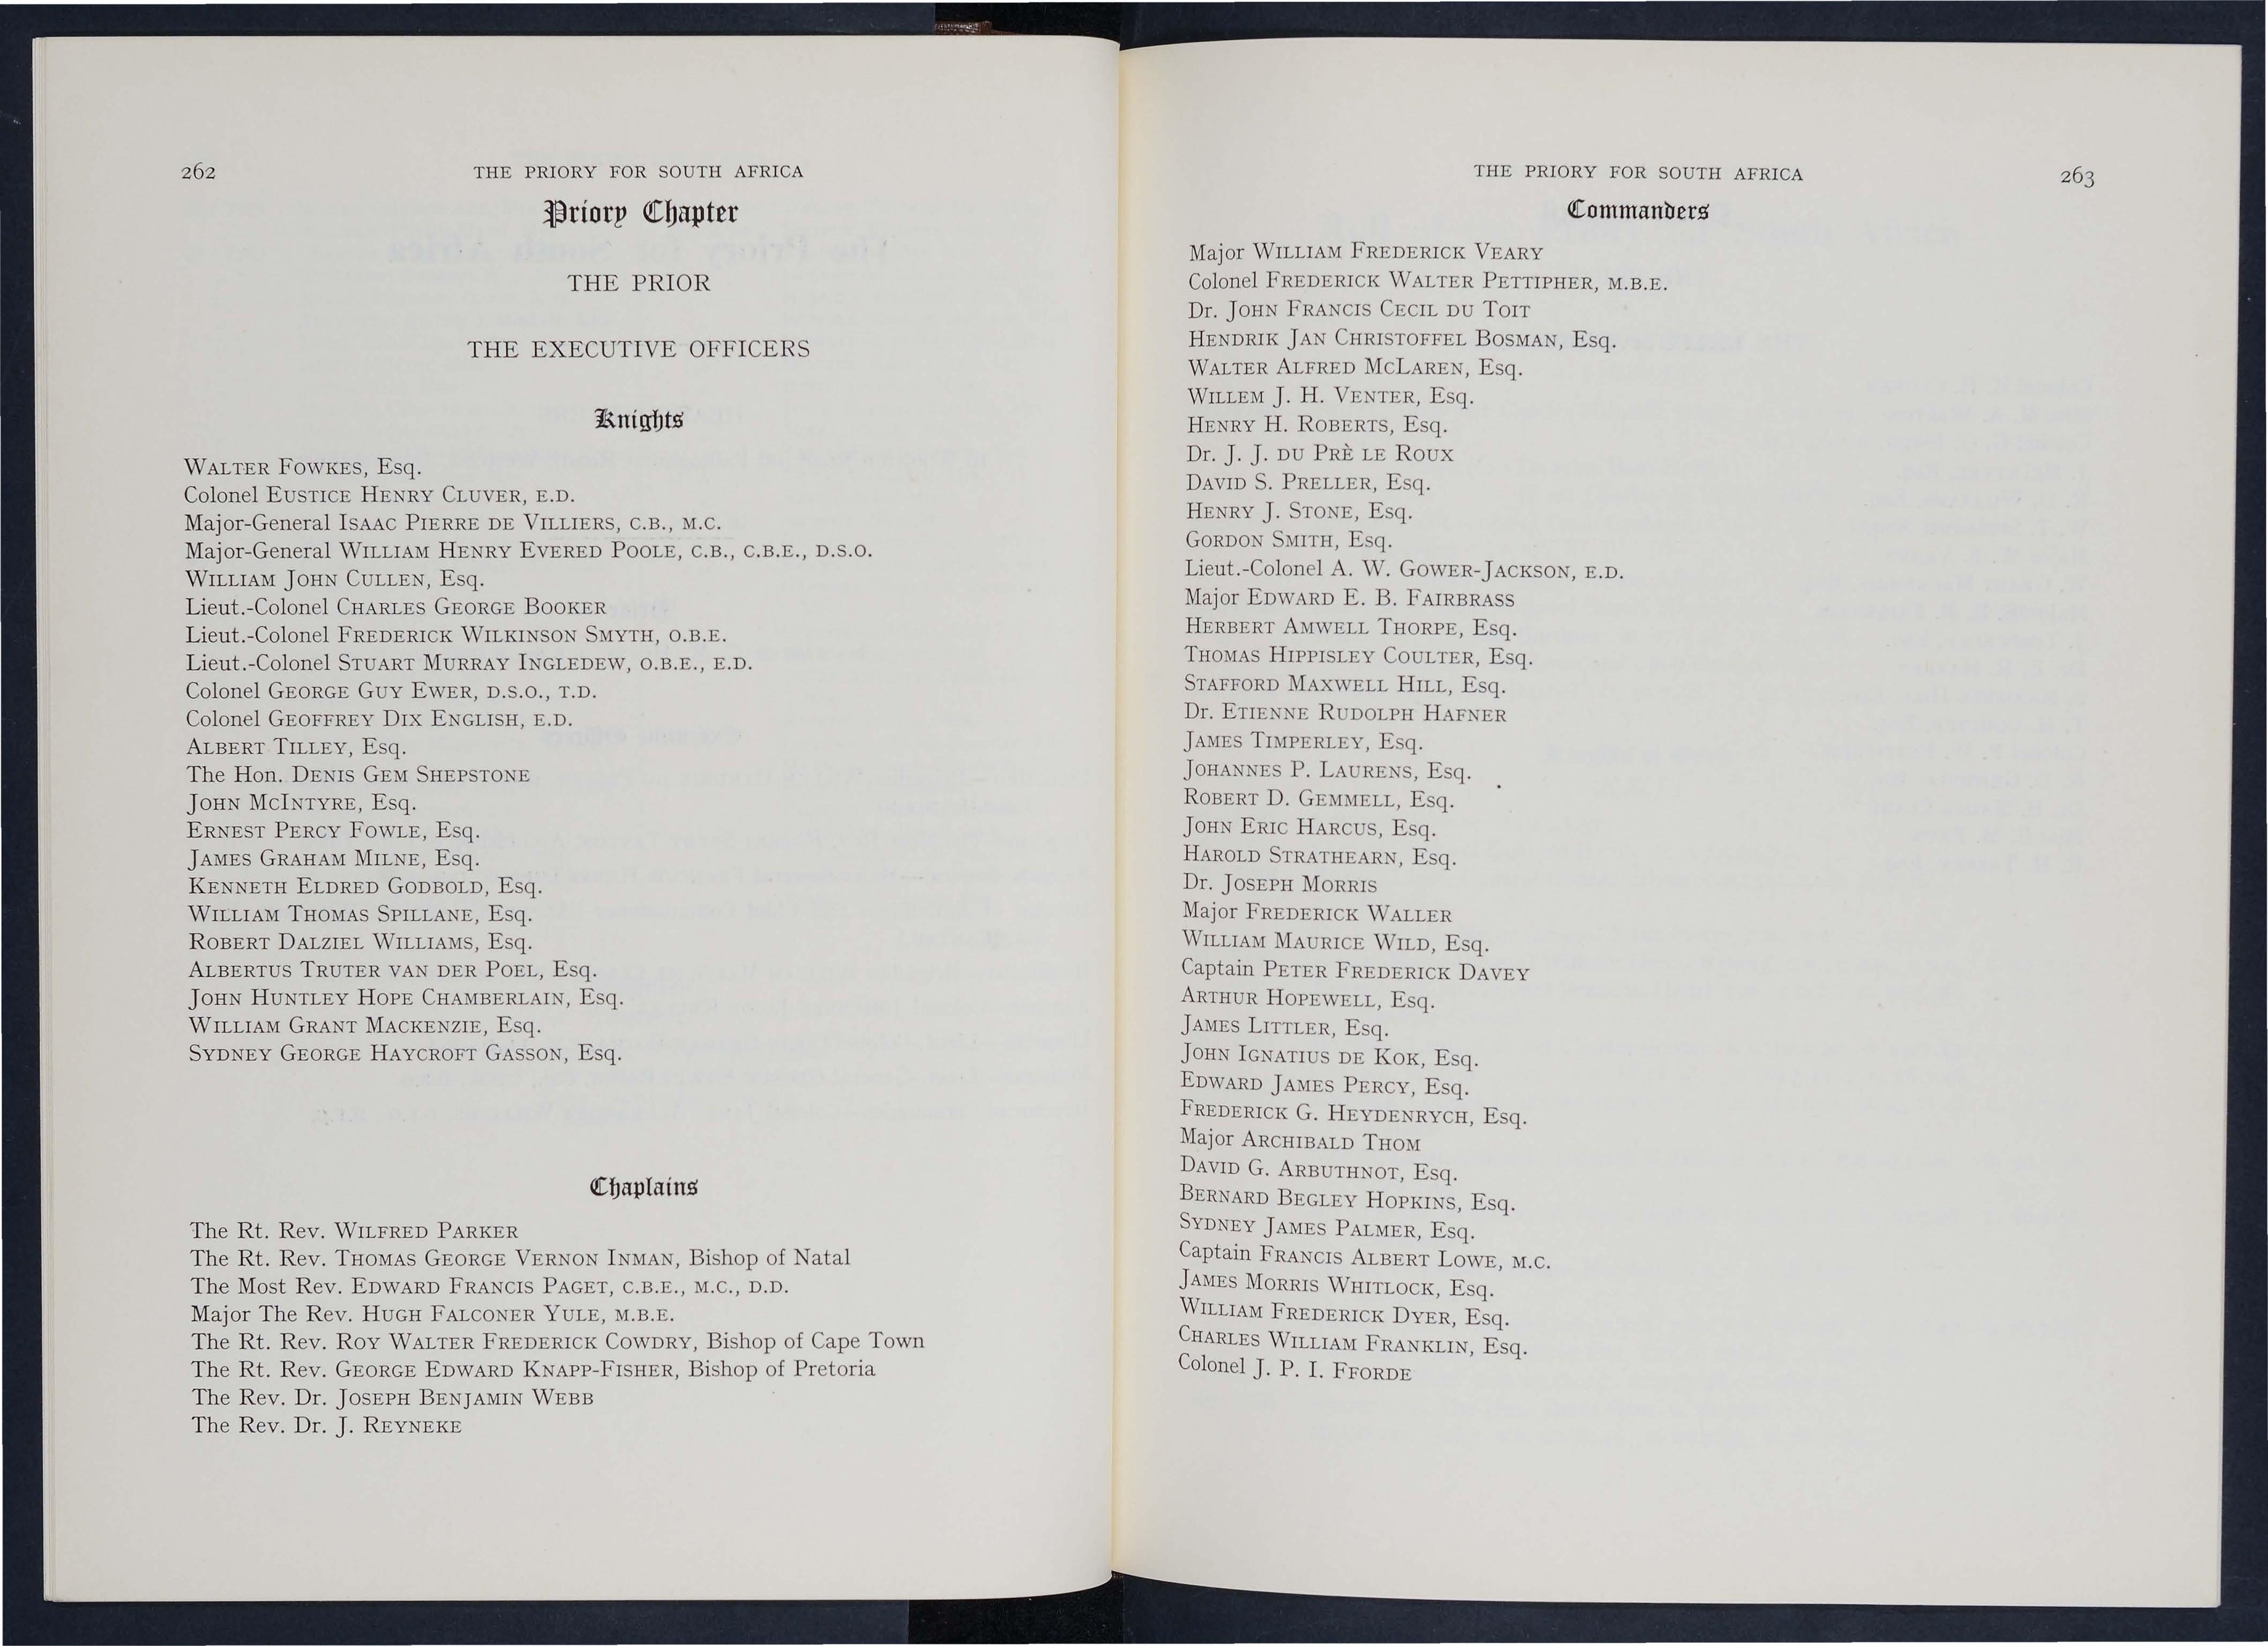 262
THE PRIORY FOR SOUTH AFRICA
Priory Chapter
THE PRIOR
THE EXECUTIVE OFFICERS
Knights
WALTER FOWKES, Esq.
Colonel EUSTICE HENRY CLUVER, E.D.
Major-General ISAAC PIERRE DE VILLIERS, C.B., M.C.
Major-General WILLIAM HENRY EVERED POOLE, C.B., C.B.E., D.S.O.
WILLIAM JOHN CULLEN, Esq.
Lieut.-Colonel CHARLES GEORGE BOOKER
Lieut.-Colonel FREDERICK WILKINSON SMYTH, O.B.E.
Lieut.-Colonel STUART MURRAY INGLEDEW, O.B.E., E.D.
Colonel GEORGE GUY EWER, D.S.O., T.D.
Colonel GEOFFREY DIX ENGLISH, E.D.
ALBERT TILLEY, Esq.
The Hon. DENIS GEM SHEPSTONE
JOHN MCINTYRE, Esq.
ERNEST PERCY FOWLE, Esq.
JAMES GRAHAM MILNE, Esq.
KENNETH ELDRED GODBOLD, Esq.
WILLIAM THOMAS SPILLANE, Esq.
ROBERT DALZIEL WILLIAMS, Esq.
ALBERTUS TRUTER VAN DER POEL, Esq.
JOHN HUNTLEY HOPE CHAMBERLAIN, Esq.
WILLIAM GRANT MACKENZIE, Esq.
SYDNEY GEORGE HAYCROFT GASSON, Esq.
Chaplains
The Rt. Rev. WILFRED PARKER
The Rt. Rev. THOMAS GEORGE VERNON INMAN, Bishop of Natal
The Most Rev. EDWARD FRANCIS PAGET, C.B.E., M.C., D.D.
Major The Rev. HUGH FALCONER YULE, M.B.E.
The Rt. Rev. ROY WALTER FREDERICK COWDRY, Bishop of Cape Town
The Rt. Rev. GEORGE EDWARD KNAPP-FISHER, Bishop of Pretoria
The Rev. Dr. JOSEPH BENJAMIN WEBB
The Rev. Dr. J. REYNEKE
THE PRIORY FOR SOUTH AFRICA
263
Commanders
Major WILLIAM FREDERICK VEARY
Colonel FREDERICK WALTER PETTIPHER, M.B.E.
Dr. JOHN FRANCIS CECIL DU TOIT
HENDRIK JAN CHRISTOFFEL BOSMAN, Esq.
WALTER ALFRED MCLAREN, Esq.
WILLEM J. H. VENTER, Esq.
HENRY H. ROBERTS, Esq.
Dr. J. J. DU PRÈ LE ROUX
DAVID S. PRELLER, Esq.
HENRY J. STONE, Esq.
GORDON SMITH, Esq.
Lieut.-Colonel A. W. GOWER-JACKSON, E.D.
Major EDWARD E. B. FAIRBRASS
HERBERT AMWELL THORPE, Esq.
THOMAS HIPPISLEY COULTER, Esq.
STAFFORD MAXWELL HILL, Esq.
Dr. ETIENNE RUDOLPH HAFNER
JAMES TIMPERLEY, Esq.
JOHANNES P. LAURENS, Esq.
ROBERT D. GEMMELL, Esq.
JOHN ERIC HARCUS, Esq.
HAROLD STRATHEARN, Esq.
Dr. JOSEPH MORRIS
Major FREDERICK WALLER
WILLIAM MAURICE WILD, Esq.
Captain PETER FREDERICK DAVEY
ARTHUR HOPEWELL, Esq.
JAMES LITTLER, Esq.
JOHN IGNATIUS DE KOK, Esq.
EDWARD JAMES PERCY, Esq.
FREDERICK G. HEYDENRYCH, Esq.
Major ARCHIBALD THOM
DAVID G. ARBUTHNOT, Esq.
BERNARD BEGLEY HOPKINS, Esq.
SYDNEY JAMES PALMER, Esq.
Captain FRANCIS ALBERT LOWE, M.C.
JAMES MORRIS WHITLOCK, Esq.
WILLIAM FREDERICK DYER, Esq.
CHARLES WILLIAM FRANKLIN, Esq.
Colonel J. P. I. FFORDE